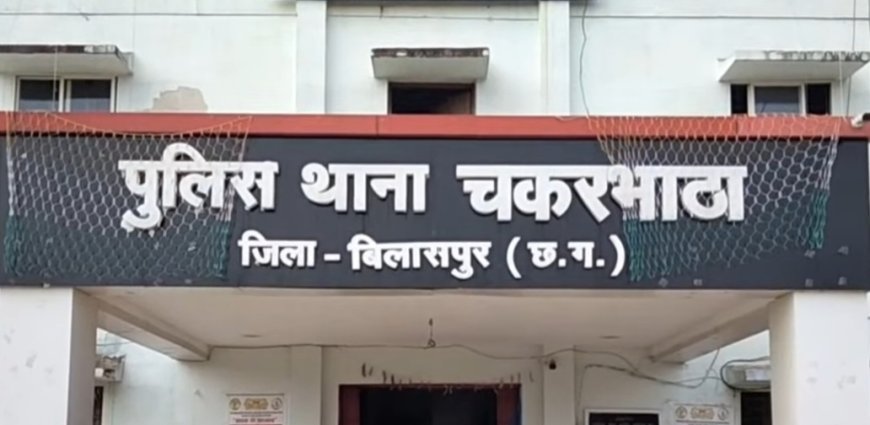 पुलिस थाना चकरभाठा
ज़िला - बिलासपुर ( छ.ग. )